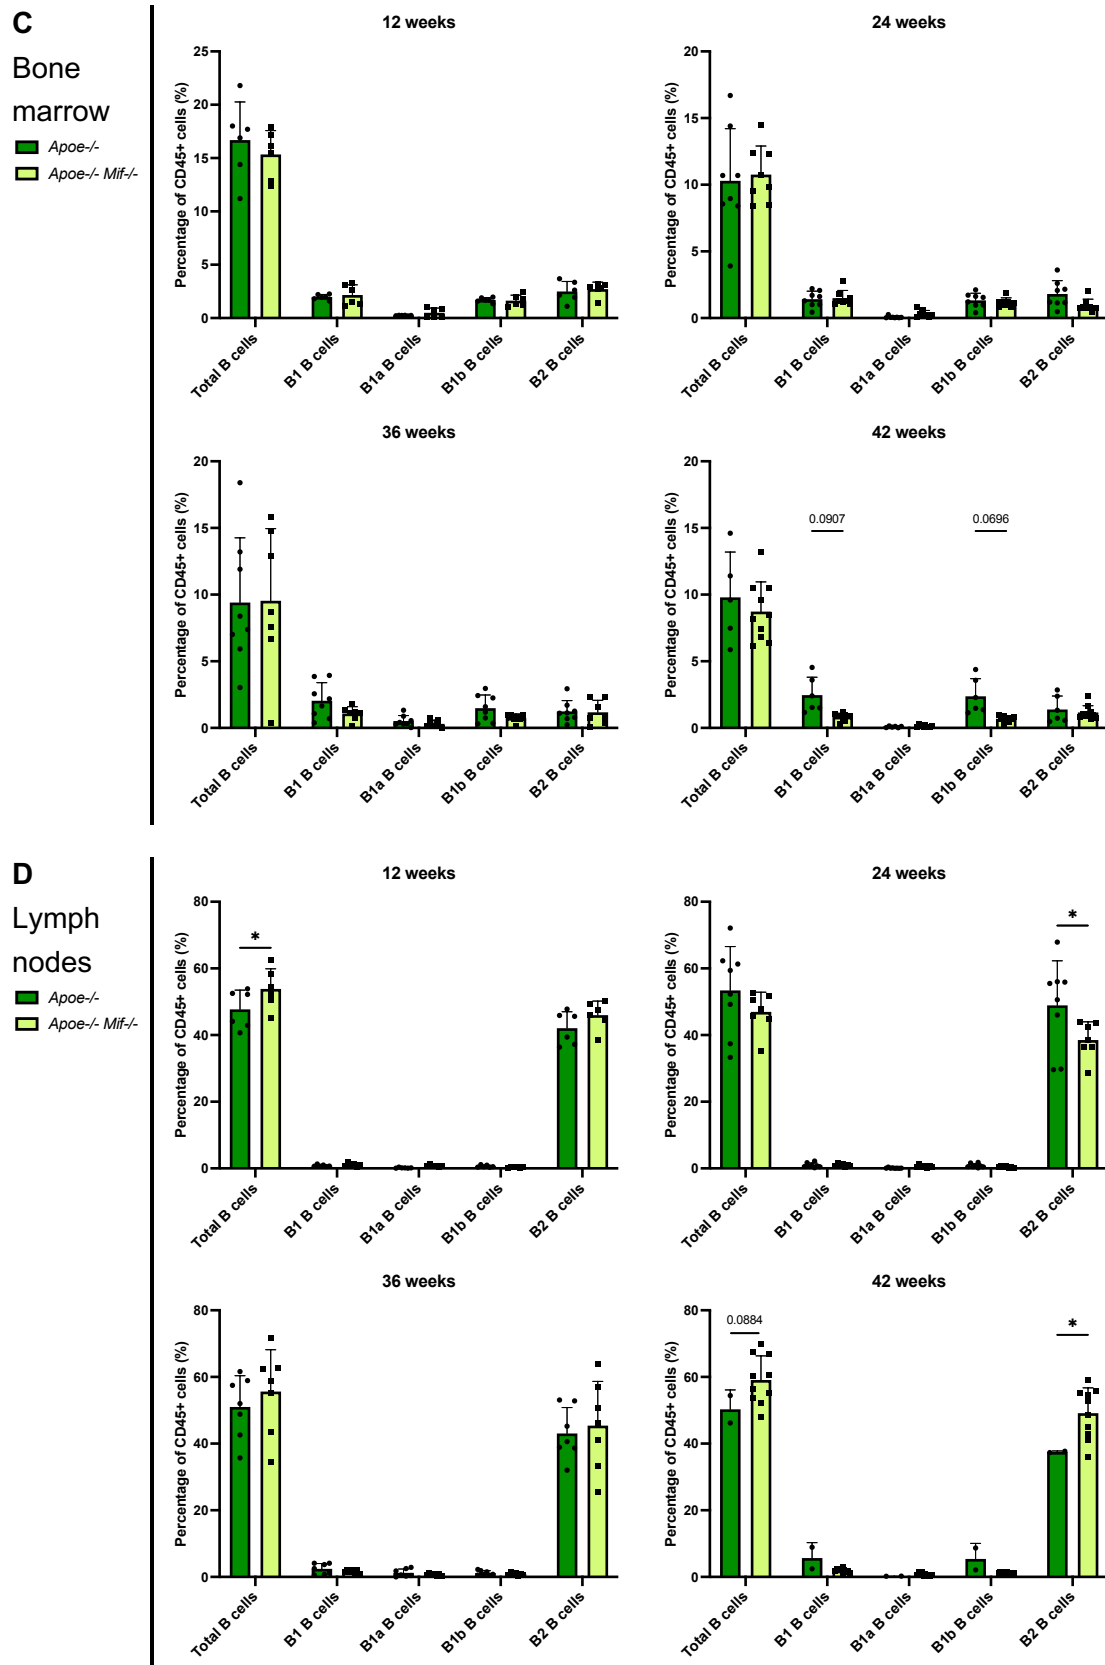 C
Bone
marrow
Apoe-/-
Apoe-/- Mif-/-
12 weeks
Percentage of CD45+ cells (%)
25
20
15
10
5
0
Total B cells
B1 B cells
B1a B cells
B1b B cells
B2 B cells
24 weeks
Percentage of CD45+ cells (%)
20
15
10
5
0
Total B cells
B1 B cells
B1a B cells
B1b B cells
B2 B cells
36 weeks
Percentage of CD45+ cells (%)
20
15
10
5
0
Total B cells
B1 B cells
B1a B cells
B1b B cells
B2 B cells
42 weeks
Percentage of CD45+ cells (%)
20
15
10
5
0
0.0907
0.0696
Total B cells
B1 B cells
B1a B cells
B1b B cells
B2 B cells
D
Lymph
nodes
Apoe-/-
Apoe-/- Mif-/-
12 weeks
Percentage of CD45+ cells (%)
80
60
40
20
0
*
Total B cells
B1 B cells
B1a B cells
B1b B cells
B2 B cells
24 weeks
Percentage of CD45+ cells (%)
80
60
40
20
0
*
Total B cells
B1 B cells
B1a B cells
B1b B cells
B2 B cells
36 weeks
Percentage of CD45+ cells (%)
80
60
40
20
0
Total B cells
B1 B cells
B1a B cells
B1b B cells
B2 B cells
42 weeks
Percentage of CD45+ cells (%)
80
60
40
20
0
0.0884
*
Total B cells
B1 B cells
B1a B cells
B1b B cells
B2 B cells